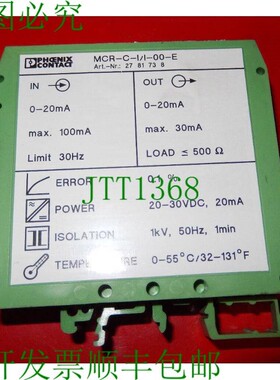 图片必究
PHŒNIX CONTACT
MCR-C-I/I-00-E
Art.-Nr.: 27 81 73 8
IN
OUT
0-20mA
0-20mA
max. 100mA
max. 30mA
Limit 30Hz
LOAD ≤ 500 Ω
ERROR
0.1 %
JTT1368
POWER
20-30VDC, 20mA
ISOLATION
1kV, 50Hz, 1min
TEMPERATURE
0-55°C/32-131°F
开发票顺丰包邮